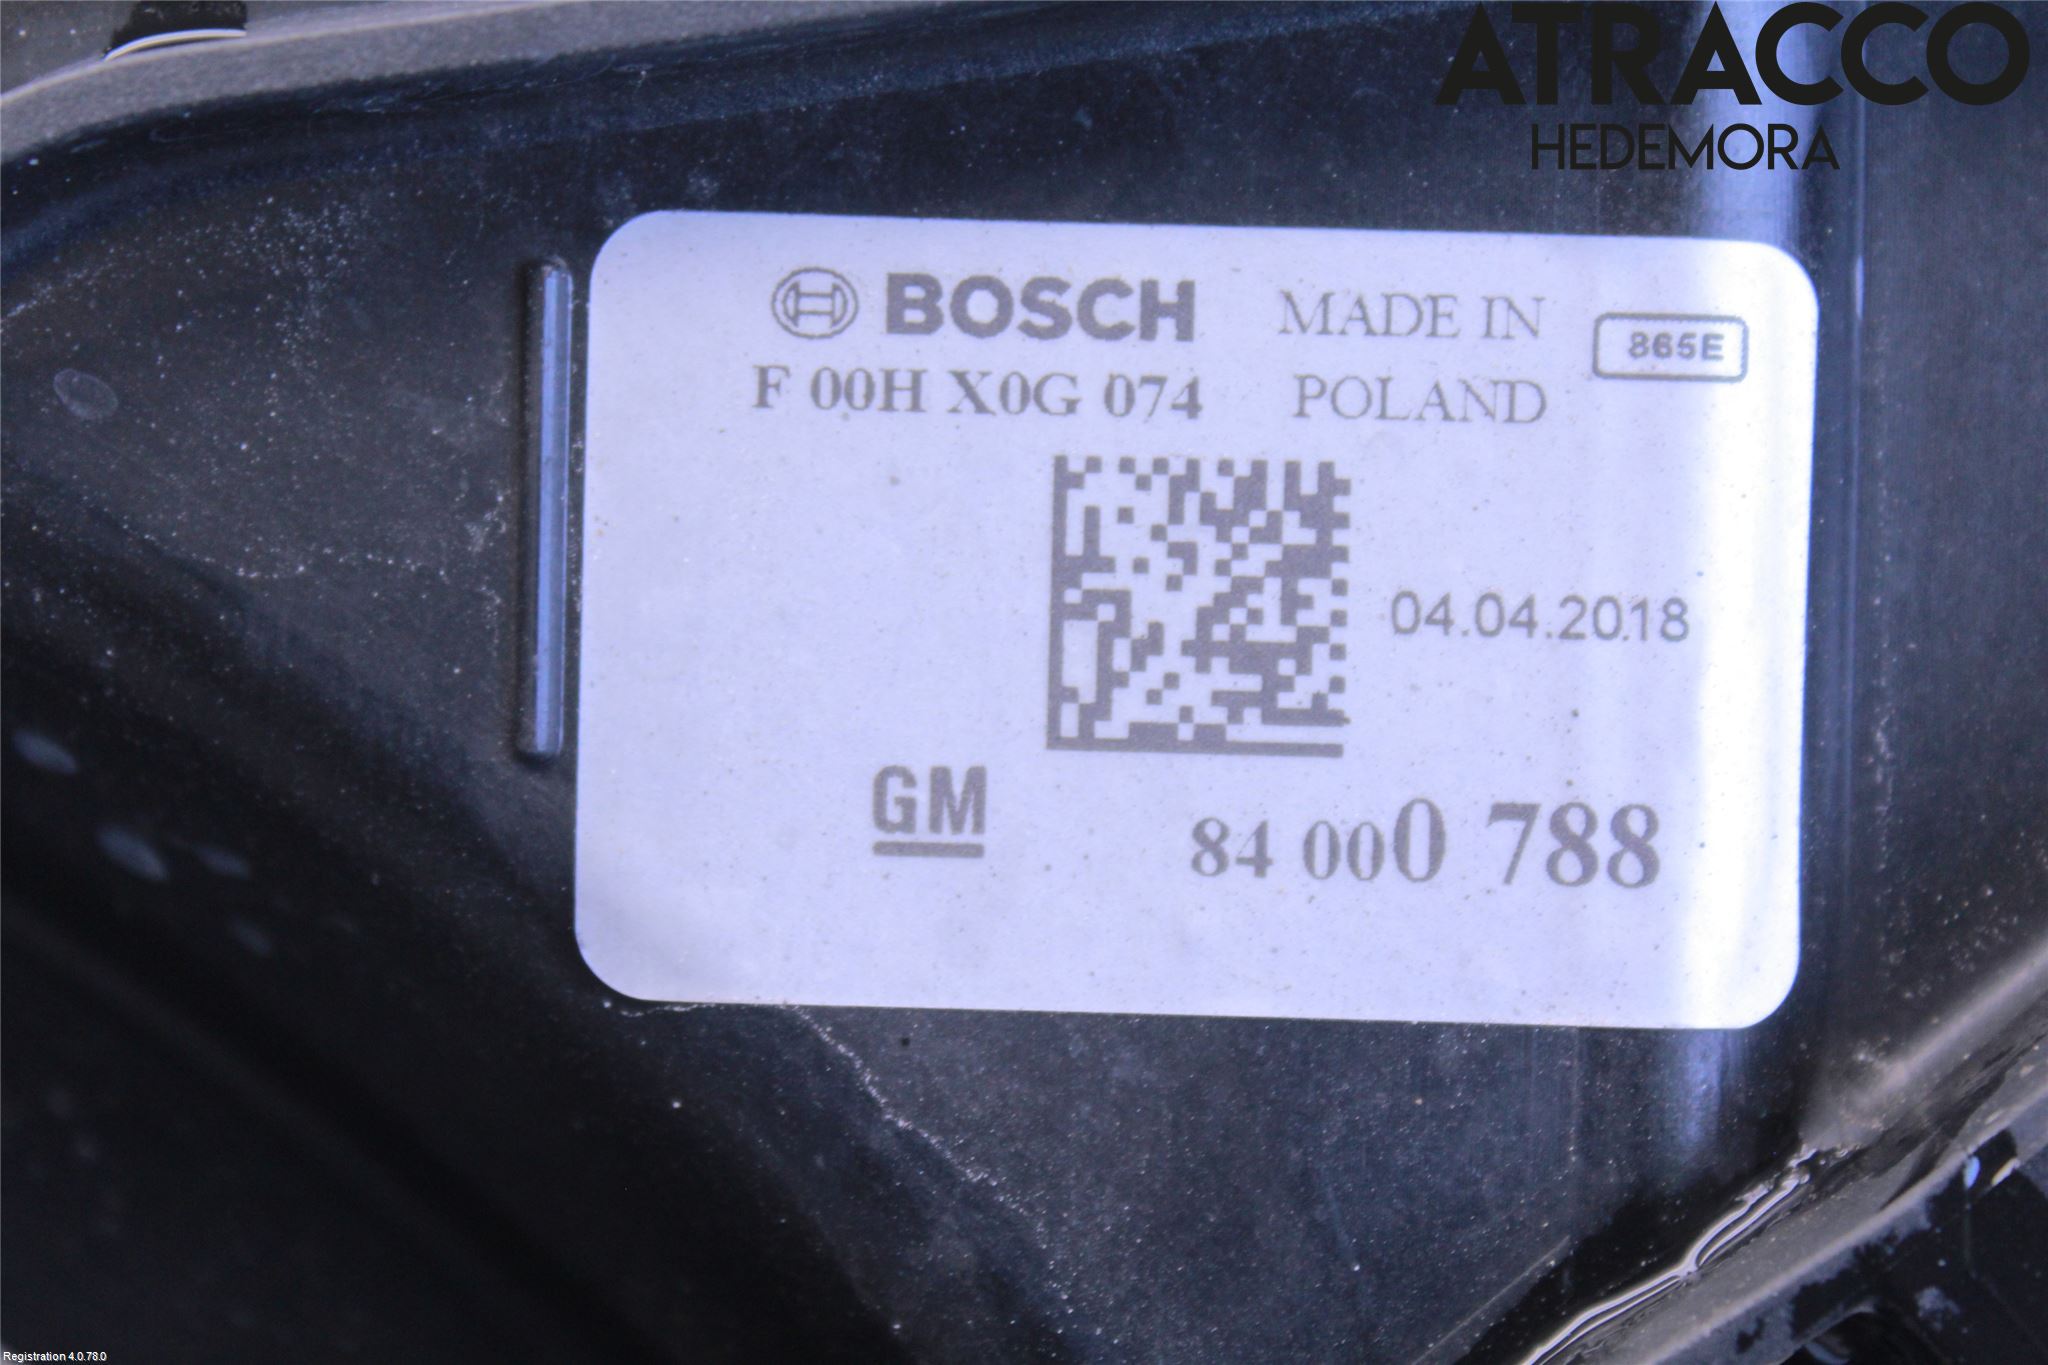 ATRACCO
HEDEMORA
BOSCH MADE IN 865E
F 00H X0G 074 POLAND
04.04.2018
GM 84 000 788
Registration 4.0.78.0